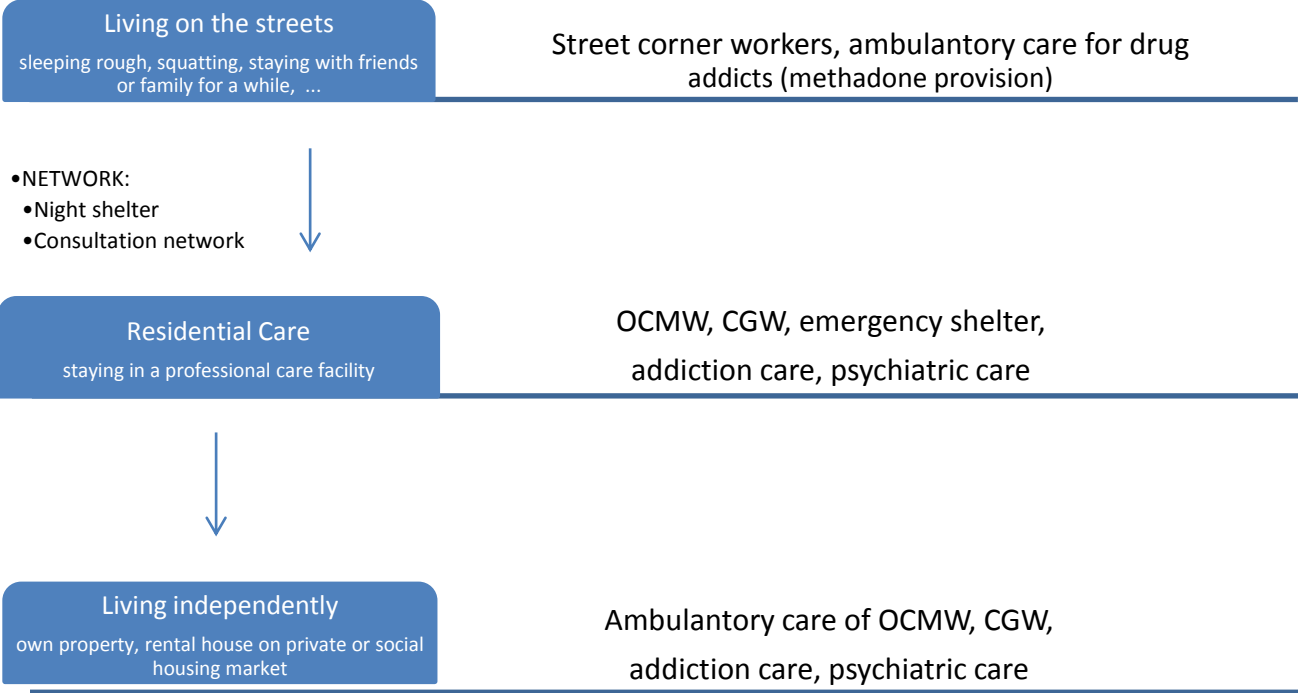 Living on the streets
sleeping rough, squatting, staying with friends
or family for a while,  ...
Street corner workers, ambulantory care for drug
addicts (methadone provision)
•NETWORK:
•Night shelter
•Consultation network
Residential Care
staying in a professional care facility
OCMW, CGW, emergency shelter,
addiction care, psychiatric care
Living independently
own property, rental house on private or social
housing market
Ambulantory care of OCMW, CGW,
addiction care, psychiatric care